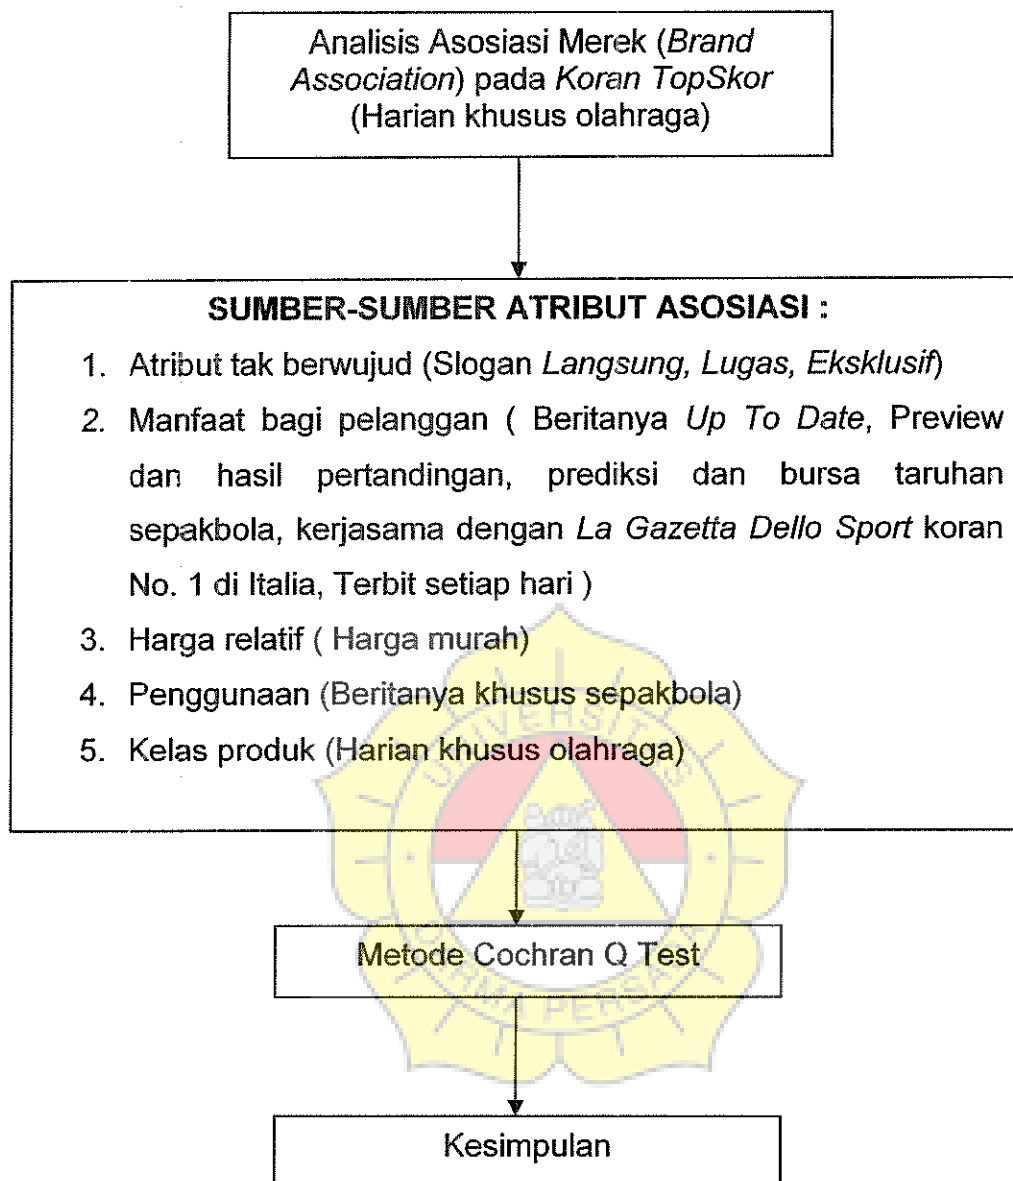 Analisis Asosiasi Merek (Brand
Association) pada Koran TopSkor
(Harian khusus olahraga)
SUMBER-SUMBER ATRIBUT ASOSIASI :
1. Atribut tak berwujud (Slogan Langsung, Lugas, Eksklusif)
2. Manfaat bagi pelanggan ( Beritanya Up To Date, Preview
dan hasil pertandingan, prediksi dan bursa taruhan
sepakbola, kerjasama dengan La Gazetta Dello Sport koran
No. 1 di Italia, Terbit setiap hari )
3. Harga relatif ( Harga murah)
4. Penggunaan (Beritanya khusus sepakbola)
5. Kelas produk (Harian khusus olahraga)
UNIVERSITAS
Metode Cochran Q Test
DARMA PERSADA
Kesimpulan